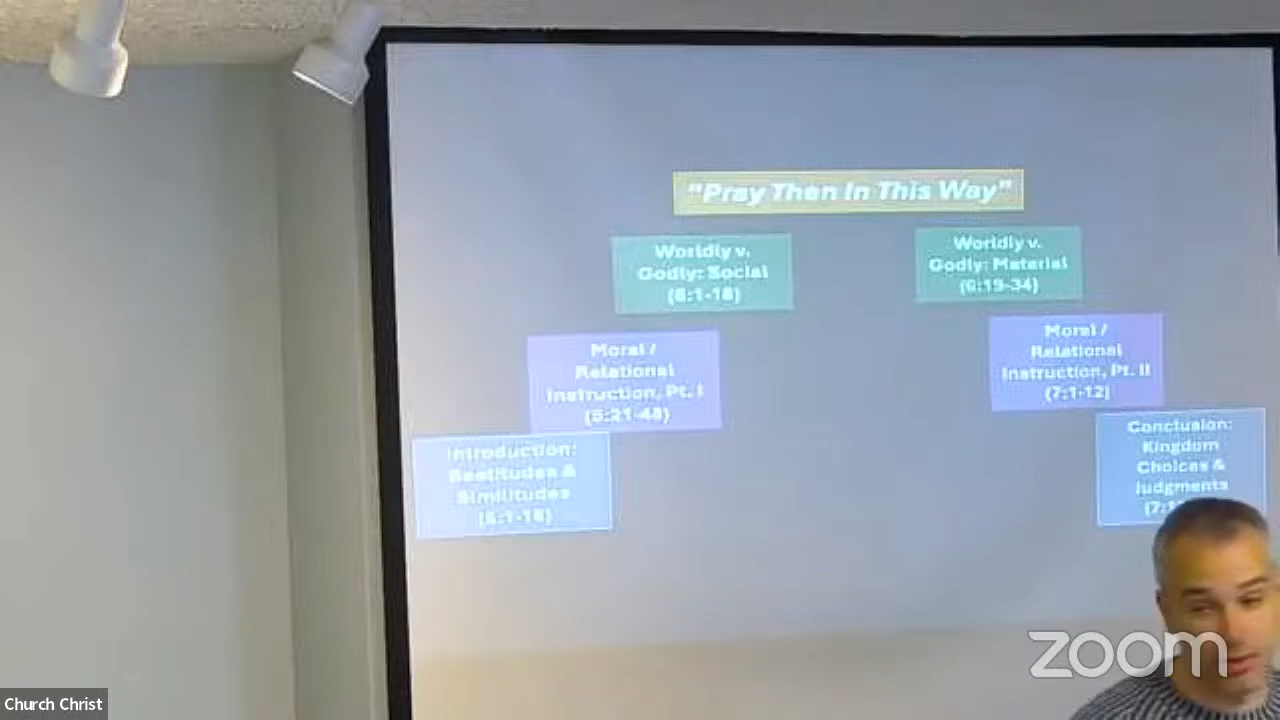 "Pray Then In This Way"
Worldly v.
Godly: Social
(6:1-18)
Worldly v.
Godly: Material
(6:19-34)
Moral /
Relational
Instruction, Pt. I
(5:21-48)
Moral /
Relational
Instruction, Pt. II
(7:1-12)
Introduction:
Beatitudes &
Similitudes
Conclusion:
Kingdom
Choices &
Judgments
(7:1
zoom
Church Christ